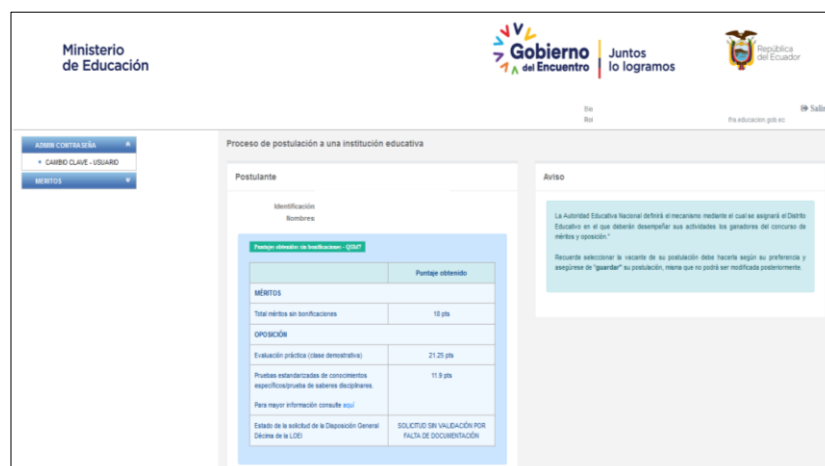 Ministerio
de Educación
Gobierno
del Encuentro
Juntos
lo logramos
República
del Ecuador
Salir
ADMIN CONTRASEÑA
CAMBIO CLAVE - USUARIO
MERITOS
Proceso de postulación a una institución educativa
Postulante
Identificación
Nombres
Puntaje obtenido sin bonificaciones - QSM7
Puntaje obtenido
MÉRITOS
Total méritos sin bonificaciones
18 pts
OPOSICIÓN
Evaluación práctica (clase demostrativa)
21.25 pts
Pruebas estandarizadas de conocimientos
específicos/prueba de saberes disciplinares.
11.9 pts
Para mayor información consulte aquí
Estado de la solicitud de la Disposición General
Décima de la LOEI
SOLICITUD SIN VALIDACIÓN POR
FALTA DE DOCUMENTACIÓN
Aviso
La Autoridad Educativa Nacional definirá el mecanismo mediante el cual se asignará el Distrito
Educativo en el que deberán desempeñar sus actividades los ganadores del concurso de
méritos y oposición."
Recuerde seleccionar la vacante de su postulación debe hacerla según su preferencia y
asegúrese de "guardar" su postulación, misma que no podrá ser modificada posteriormente.